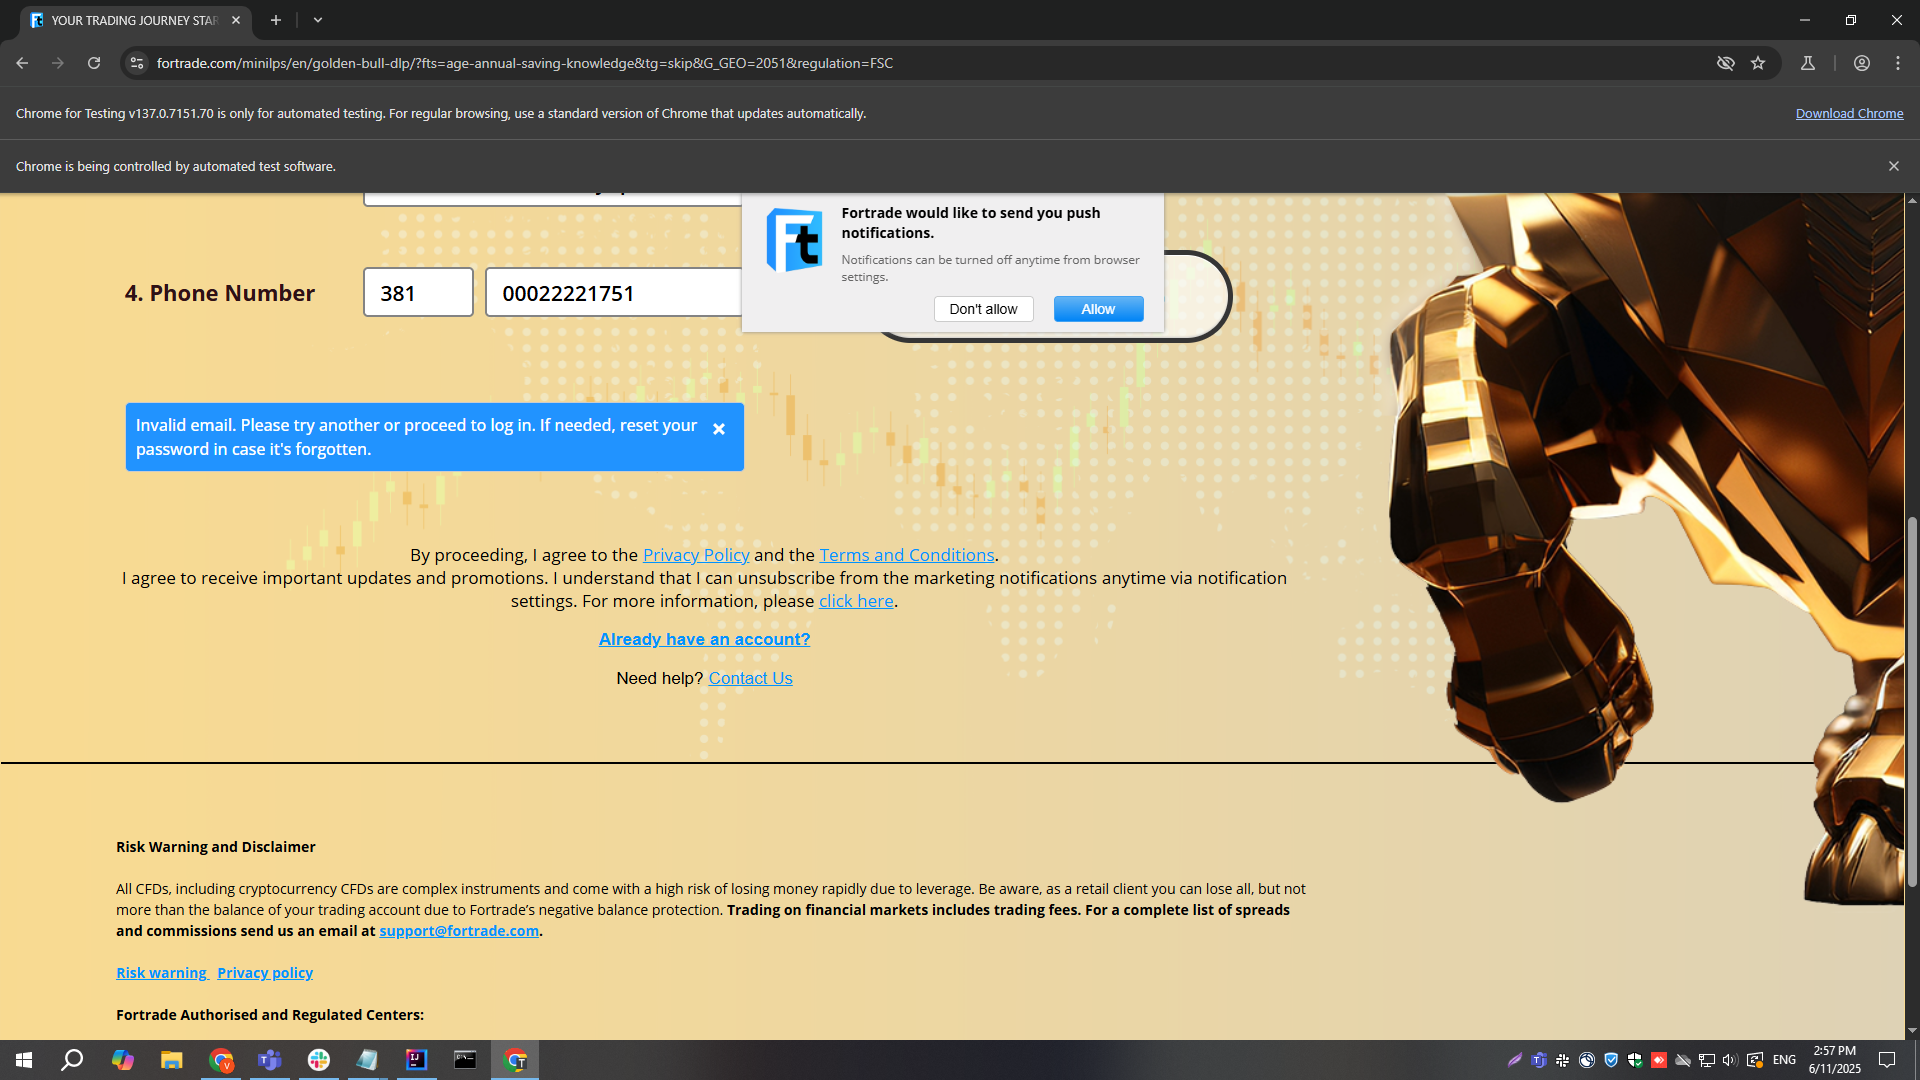 YOUR TRADING JOURNEY STAR
fortrade.com/minilps/en/golden-bull-dlp/?fts=age-annual-saving-knowledge&tg=skip&G_GEO=2051&regulation=FSC
Chrome for Testing v137.0.7151.70 is only for automated testing. For regular browsing, use a standard version of Chrome that updates automatically.
Download Chrome
Chrome is being controlled by automated test software.
Fortrade would like to send you push
notifications.
Notifications can be turned off anytime from browser
settings.
Don't allow
Allow
4. Phone Number
381
00022221751
Invalid email. Please try another or proceed to log in. If needed, reset your
password in case it's forgotten.
By proceeding, I agree to the Privacy Policy and the Terms and Conditions.
I agree to receive important updates and promotions. I understand that I can unsubscribe from the marketing notifications anytime via notification
settings. For more information, please click here.
Already have an account?
Need help? Contact Us
Risk Warning and Disclaimer
All CFDs, including cryptocurrency CFDs are complex instruments and come with a high risk of losing money rapidly due to leverage. Be aware, as a retail client you can lose all, but not
more than the balance of your trading account due to Fortrade’s negative balance protection. Trading on financial markets includes trading fees. For a complete list of spreads
and commissions send us an email at support@fortrade.com.
Risk warning Privacy policy
Fortrade Authorised and Regulated Centers:
ENG
2:57 PM
6/11/2025